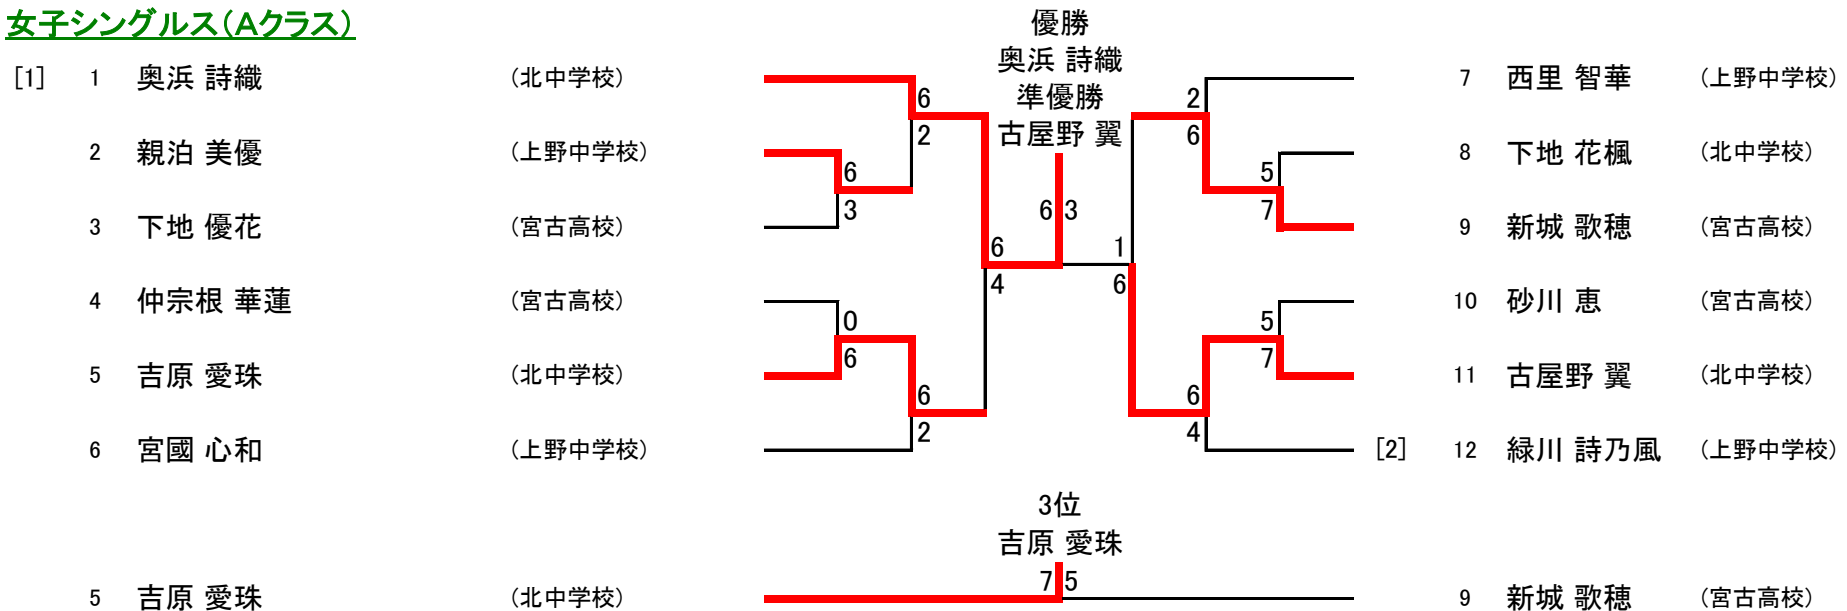 女子シングルス(Aクラス)
優勝
奥浜 詩織
準優勝
古屋野 翼
[1] 1 奥浜 詩織 (北中学校)
2 親泊 美優 (上野中学校)
3 下地 優花 (宮古高校)
4 仲宗根 華蓮 (宮古高校)
5 吉原 愛珠 (北中学校)
6 宮國 心和 (上野中学校)
6
2
6
3
6
4
0
6
6
2
6 3
2
6
5
7
1
6
5
7
6
4
7 西里 智華 (上野中学校)
8 下地 花楓 (北中学校)
9 新城 歌穂 (宮古高校)
10 砂川 恵 (宮古高校)
11 古屋野 翼 (北中学校)
[2] 12 緑川 詩乃風 (上野中学校)
3位
吉原 愛珠
5 吉原 愛珠 (北中学校) 7 5 9 新城 歌穂 (宮古高校)